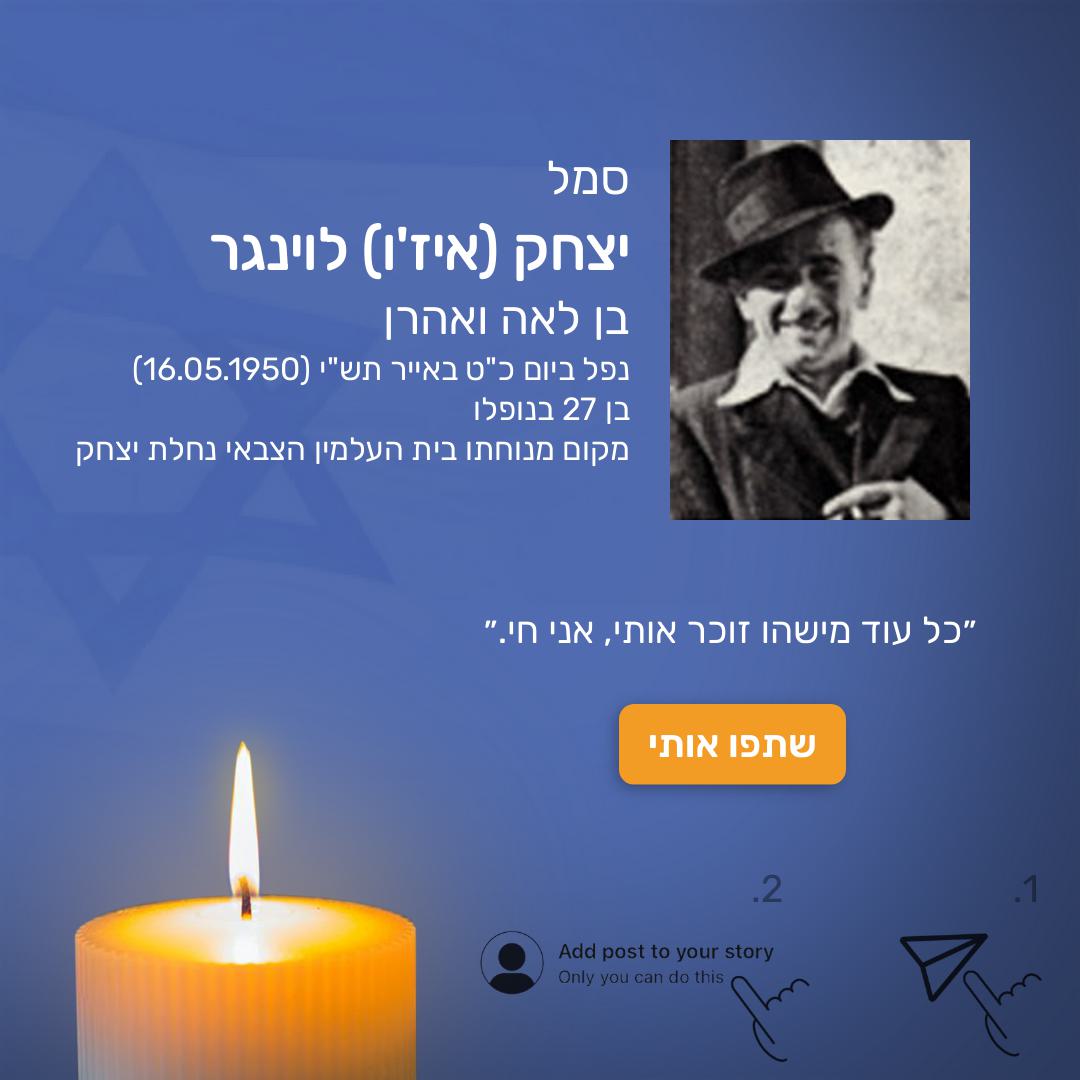 סמל
יצחק (איז'ו) לוינגר
בן לאה ואהרן
נפל ביום כ"ט באייר תש"י (16.05.1950)
בן 27 בנופלו
מקום מנוחתו בית העלמין הצבאי נחלת יצחק
״כל עוד מישהו זוכר אותי, אני חי.״
שתפו אותי
1.
2.
Add post to your story
Only you can do this